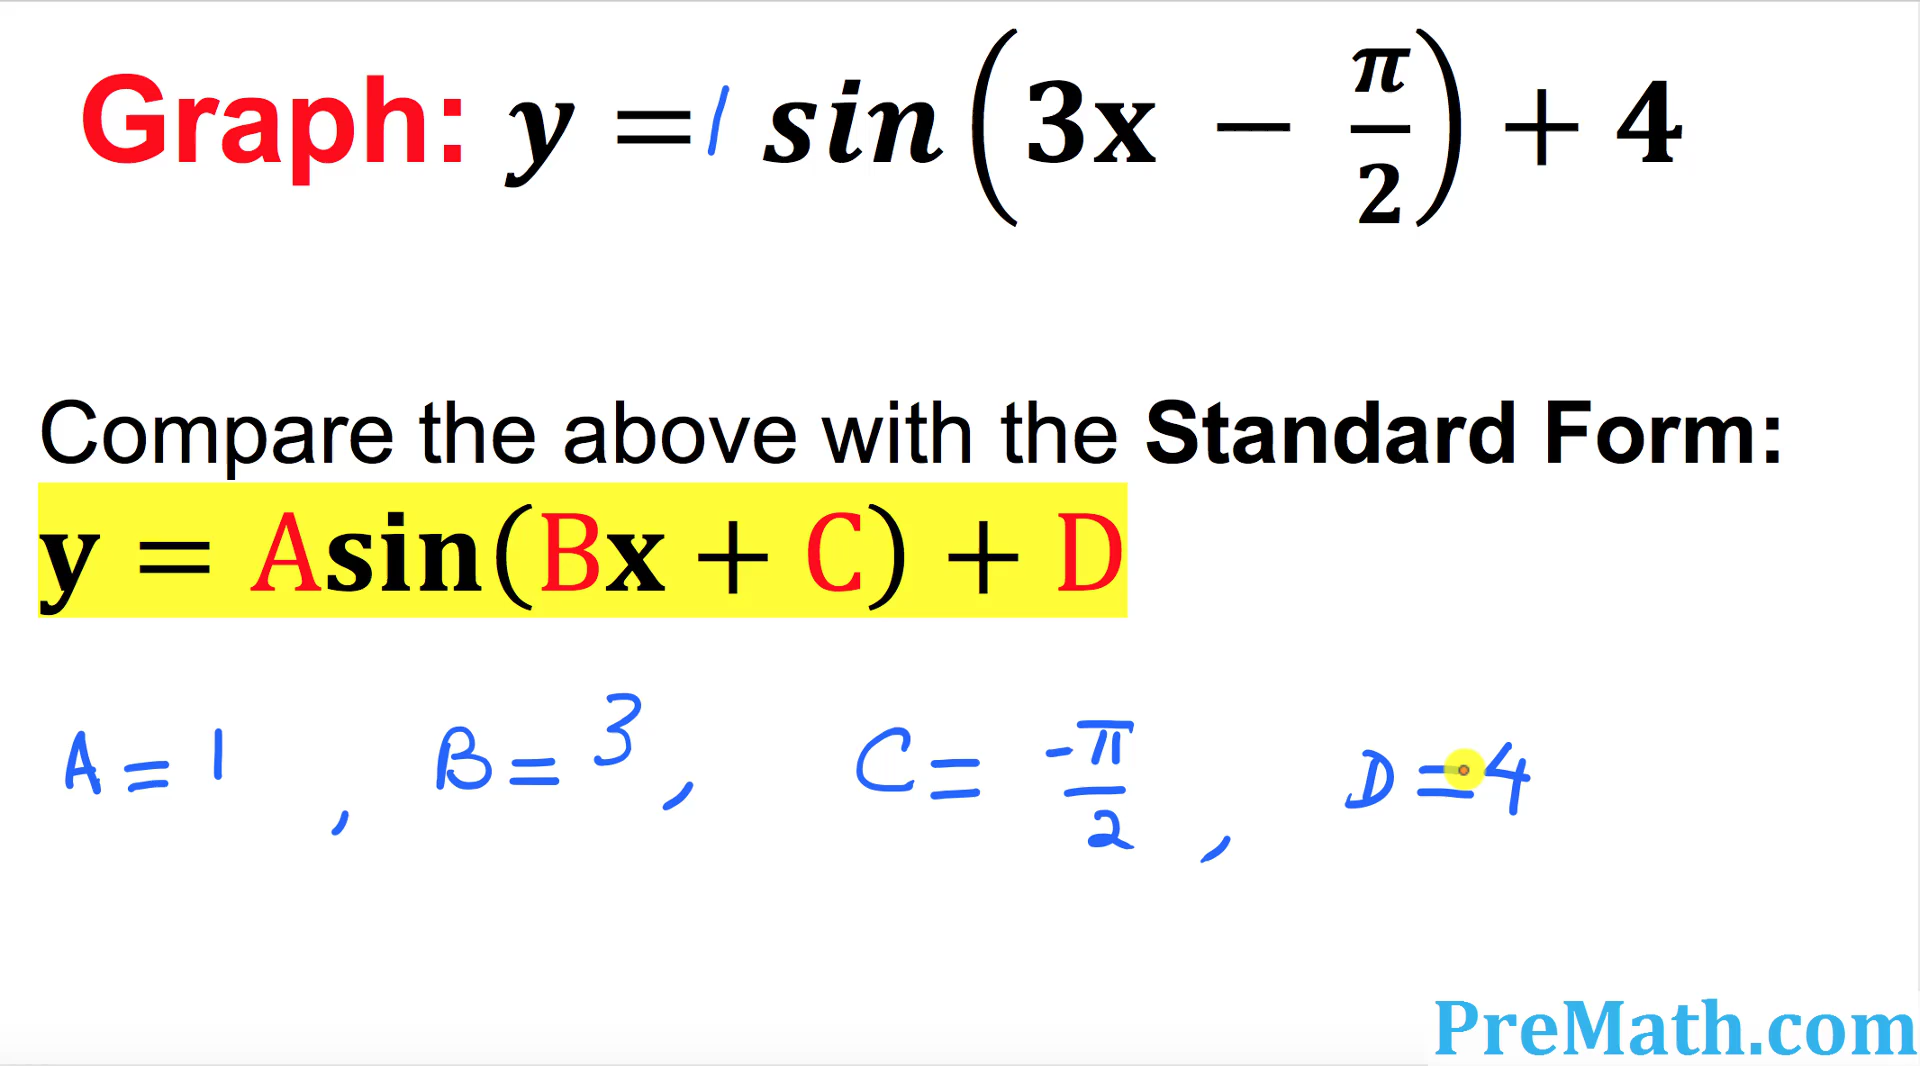 Graph: y = 1 sin(3x − π/2) + 4
Compare the above with the Standard Form:
y = Asin(Bx + C) + D
A = 1 , B = 3 , C = -π/2 , D = 4
PreMath.com